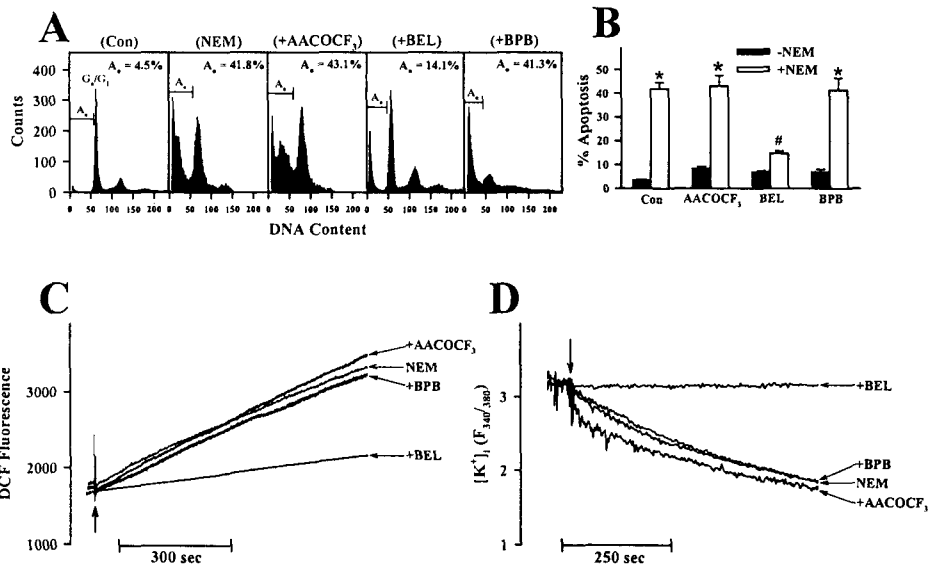 A
(Con) (NEM) (+AACOCF3) (+BEL) (+BPB)
Ao = 4.5% Ao = 41.8% Ao = 43.1% Ao = 14.1% Ao = 41.3%
Go/G1
Ao Ao Ao Ao Ao
Counts
400
300
200
100
0
0 50 100 150 200 0 50 100 150 200 0 50 100 150 200 0 50 100 150 200 0 50 100 150 200
DNA Content
B
-NEM
+NEM
% Apoptosis
50
40
30
20
10
0
* * # *
Con AACOCF3 BEL BPB
C
DCF Fluorescence
3000
2000
1000
+AACOCF3
NEM
+BPB
+BEL
300 sec
D
[K+]i (F340/380)
3
2
1
+BEL
+BPB
NEM
+AACOCF3
250 sec